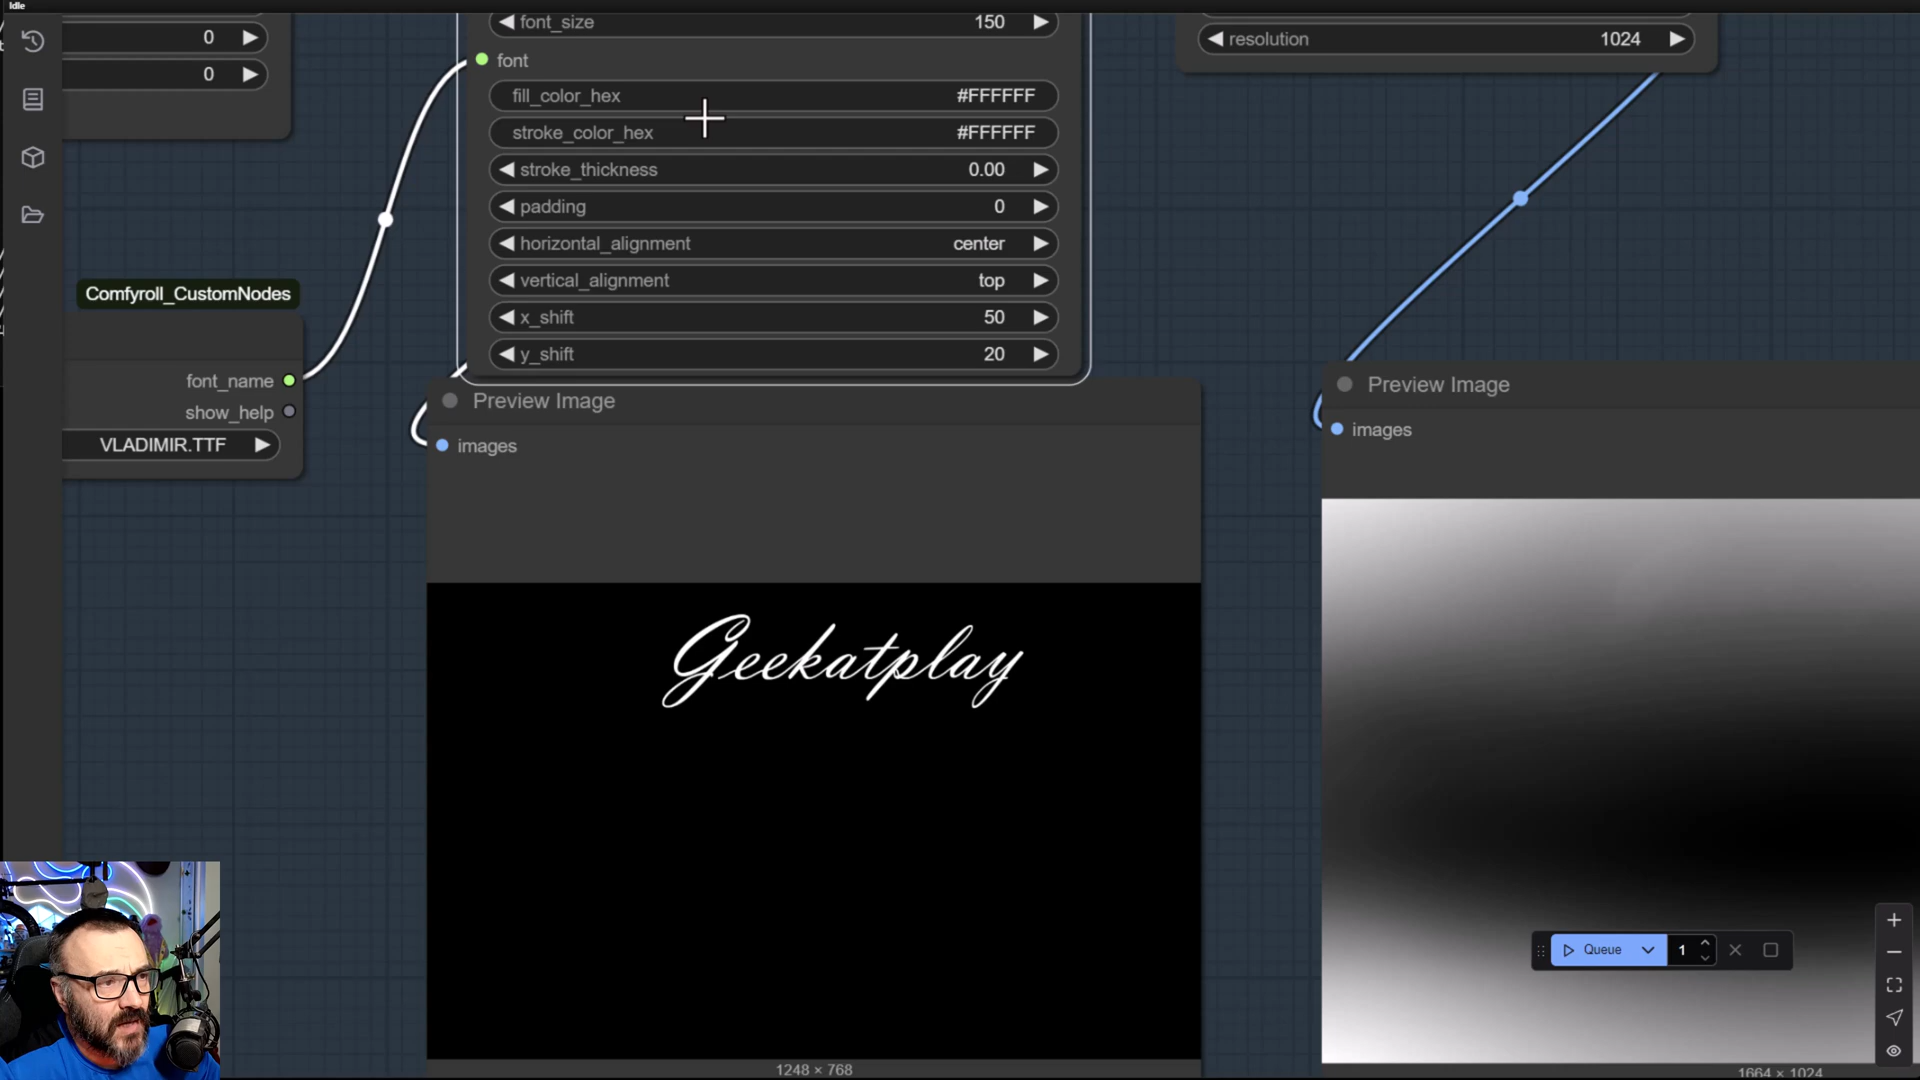 Idle
0
0
font_size 150
font
fill_color_hex #FFFFFF
stroke_color_hex #FFFFFF
stroke_thickness 0.00
padding 0
horizontal_alignment center
vertical_alignment top
x_shift 50
y_shift 20
resolution 1024
Comfyroll_CustomNodes
font_name
show_help
VLADIMIR.TTF
Preview Image
images
Geekatplay
1248 × 768
Preview Image
images
Queue 1
1664 × 1024